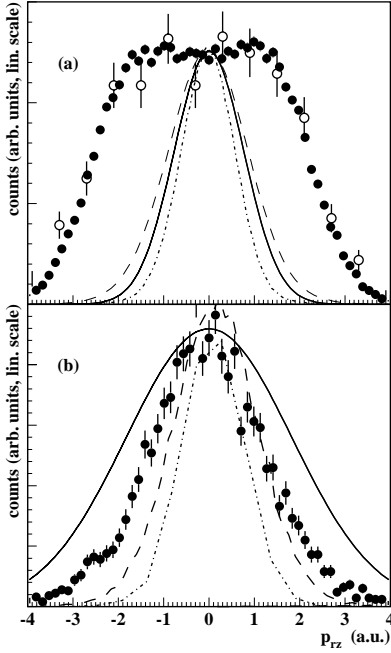 (a)
counts (arb. units, lin. scale)
(b)
counts (arb. units, lin. scale)
-4 -3 -2 -1 0 1 2 3 4
p_rz (a.u.)